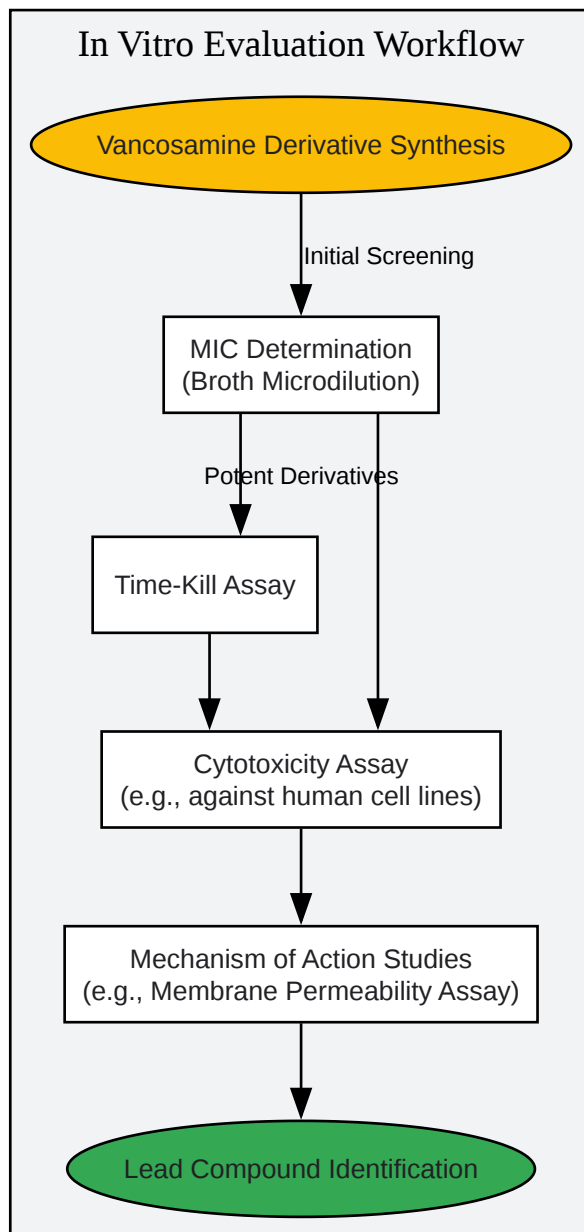 In Vitro Evaluation Workflow
Vancosamine Derivative Synthesis
Initial Screening
MIC Determination
(Broth Microdilution)
Potent Derivatives
Time-Kill Assay
Cytotoxicity Assay
(e.g., against human cell lines)
Mechanism of Action Studies
(e.g., Membrane Permeability Assay)
Lead Compound Identification